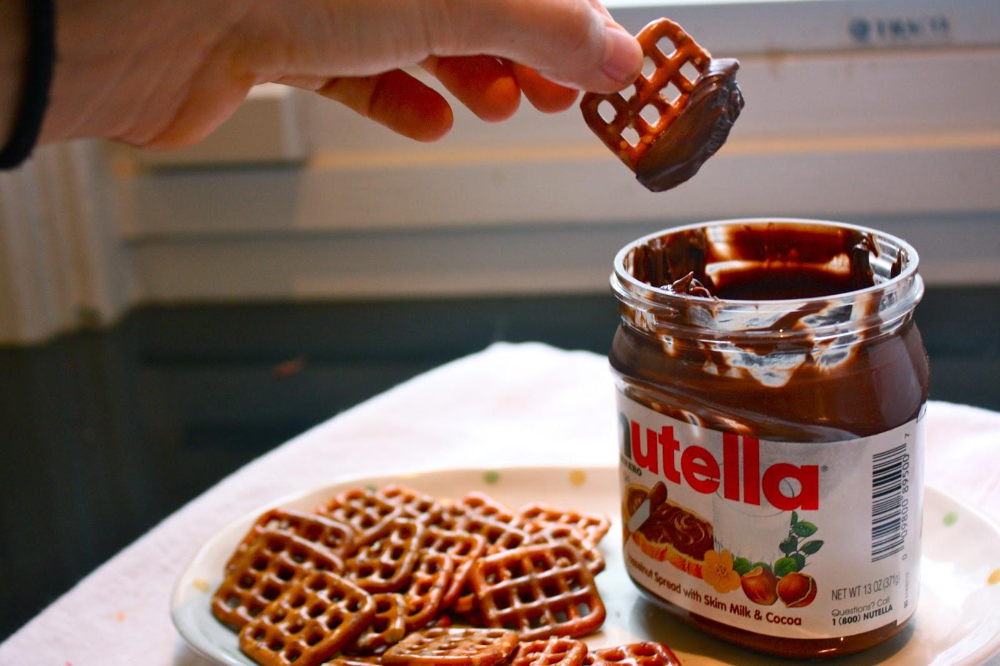 nutella®
Hazelnut Spread with Skim Milk & Cocoa
NET WT 13 OZ (371g)
Questions? Call
1 (800) NUTELLA
0 09800 89500 7